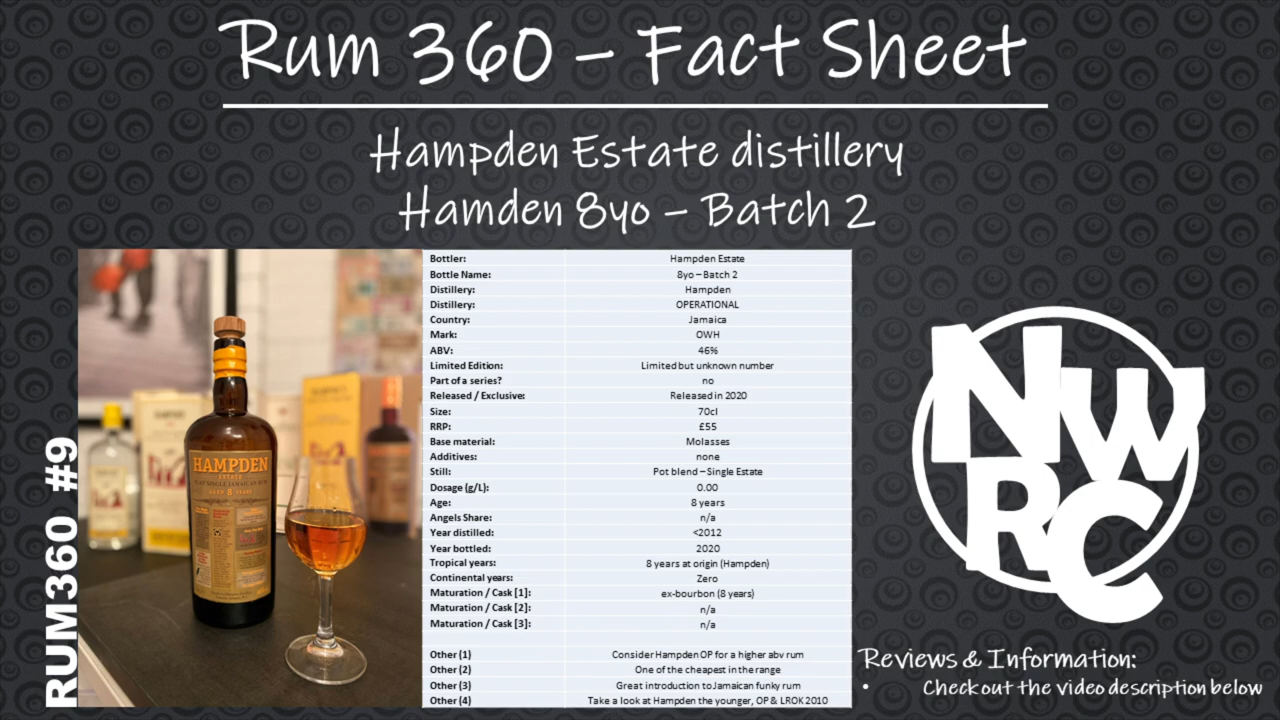 Rum 360 – Fact Sheet
Hampden Estate distillery
Hamden 8yo – Batch 2
Bottler: Hampden Estate
Bottle Name: 8yo – Batch 2
Distillery: Hampden
Distillery: OPERATIONAL
Country: Jamaica
Mark: OWH
ABV: 46%
Limited Edition: Limited but unknown number
Part of a series? no
Released / Exclusive: Released in 2020
Size: 70cl
RRP: £55
Base material: Molasses
Additives: none
Still: Pot blend – Single Estate
Dosage (g/L): 0.00
Age: 8 years
Angels Share: n/a
Year distilled: <2012
Year bottled: 2020
Tropical years: 8 years at origin (Hampden)
Continental years: Zero
Maturation / Cask [1]: ex-bourbon (8 years)
Maturation / Cask [2]: n/a
Maturation / Cask [3]: n/a
Other (1) Consider Hampden OP for a higher abv rum
Other (2) One of the cheapest in the range
Other (3) Great introduction to Jamaican funky rum
Other (4) Take a look at Hampden the younger, OP & LROK 2010
RUM360 #9
HAMPDEN
ESTATE
AGED 8 YEARS
NWRC
Reviews & Information:
• Check out the video description below